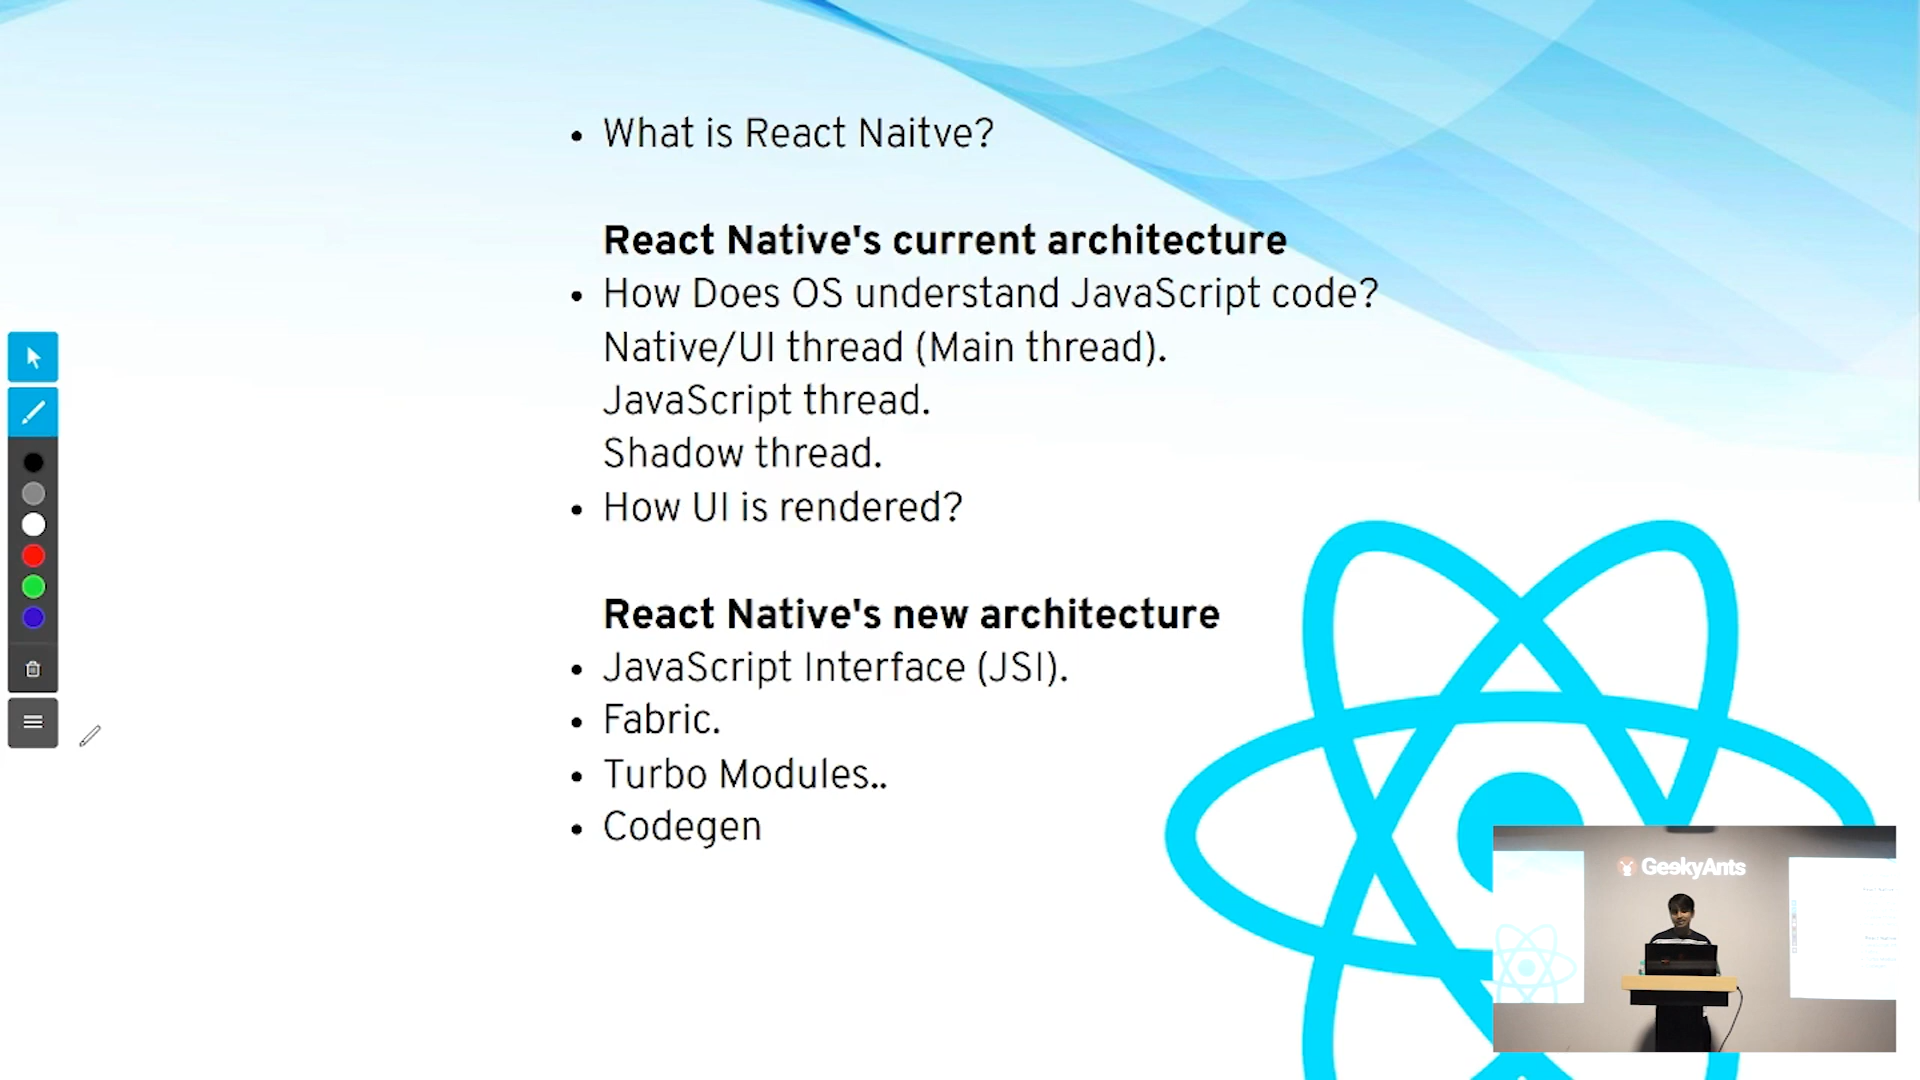 What is React Naitve?
React Native's current architecture
How Does OS understand JavaScript code?
Native/UI thread (Main thread).
JavaScript thread.
Shadow thread.
How UI is rendered?
React Native's new architecture
JavaScript Interface (JSI).
Fabric.
Turbo Modules..
Codegen
GeekyAnts